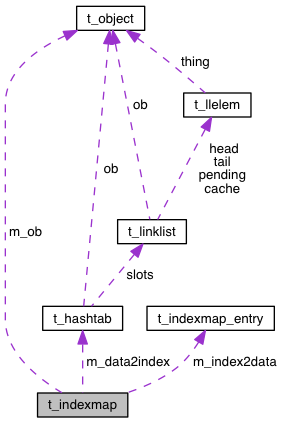 t_object
thing
t_llelem
ob
ob
head
tail
pending
cache
m_ob
t_linklist
slots
t_hashtab
t_indexmap_entry
m_data2index
m_index2data
t_indexmap